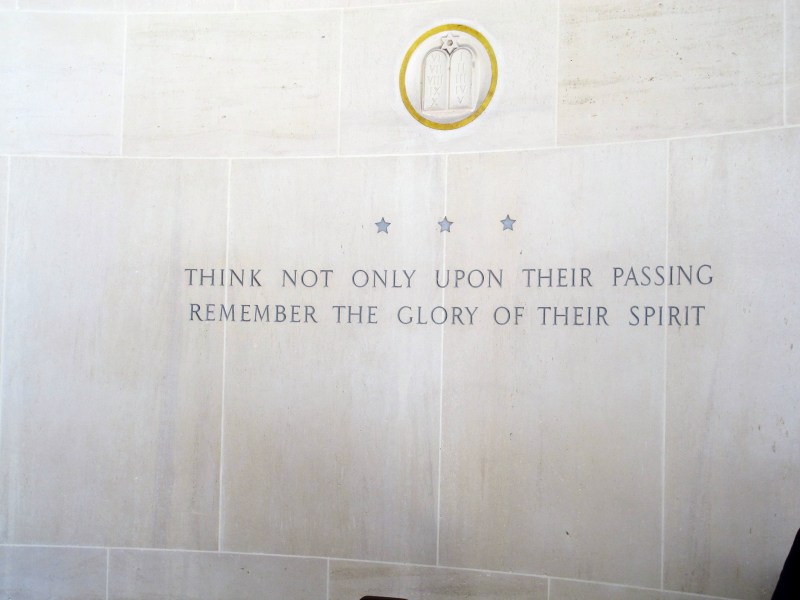 THINK NOT ONLY UPON THEIR PASSING
REMEMBER THE GLORY OF THEIR SPIRIT